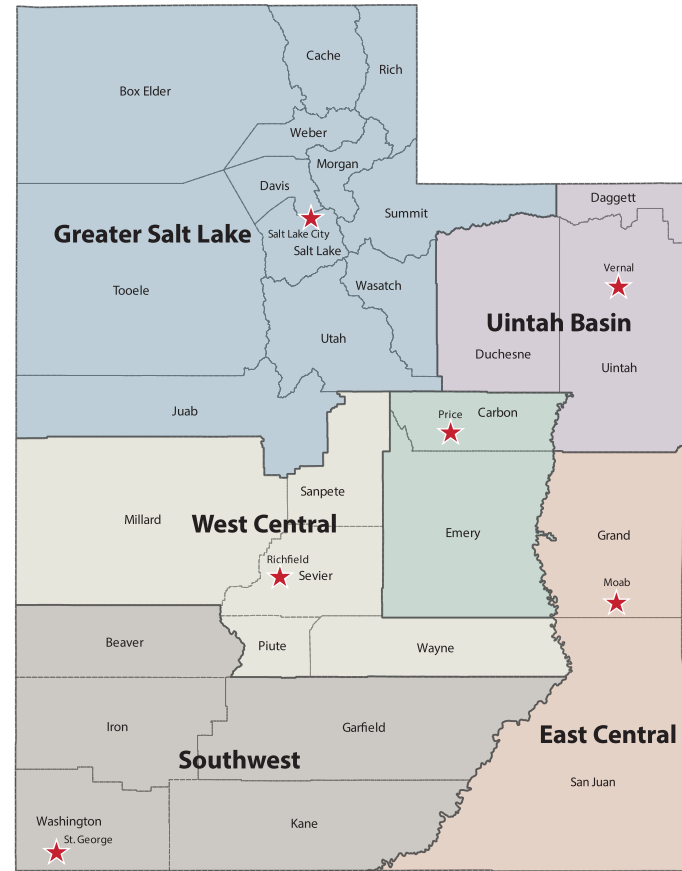 Cache
Rich
Box Elder
Weber
Morgan
Davis
Daggett
Summit
Greater Salt Lake
Salt Lake City
Salt Lake
Vernal
Tooele
Wasatch
Uintah Basin
Utah
Duchesne
Uintah
Juab
Price
Carbon
Sanpete
Millard
West Central
Emery
Grand
Richfield
Sevier
Moab
Beaver
Piute
Wayne
Iron
Garfield
East Central
Southwest
San Juan
Washington
Kane
St. George